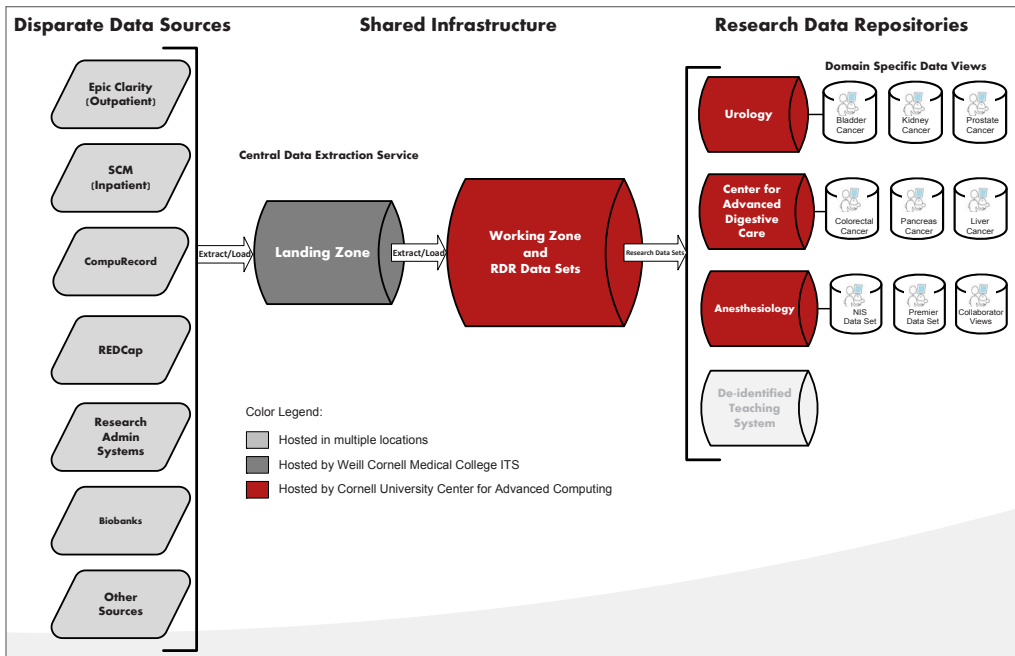 Disparate Data Sources
Shared Infrastructure
Research Data Repositories
Epic Clarity
(Outpatient)
SCM
(Inpatient)
CompuRecord
REDCap
Research
Admin
Systems
Biobanks
Other
Sources
Extract/Load
Central Data Extraction Service
Landing Zone
Extract/Load
Working Zone
and
RDR Data Sets
Research Data Sets
Color Legend:
Hosted in multiple locations
Hosted by Weill Cornell Medical College ITS
Hosted by Cornell University Center for Advanced Computing
Domain Specific Data Views
Urology
Bladder
Cancer
Kidney
Cancer
Prostate
Cancer
Center for
Advanced
Digestive
Care
Colorectal
Cancer
Pancreas
Cancer
Liver
Cancer
Anesthesiology
NIS
Data Set
Premier
Data Set
Collaborator
Views
De-identified
Teaching
System